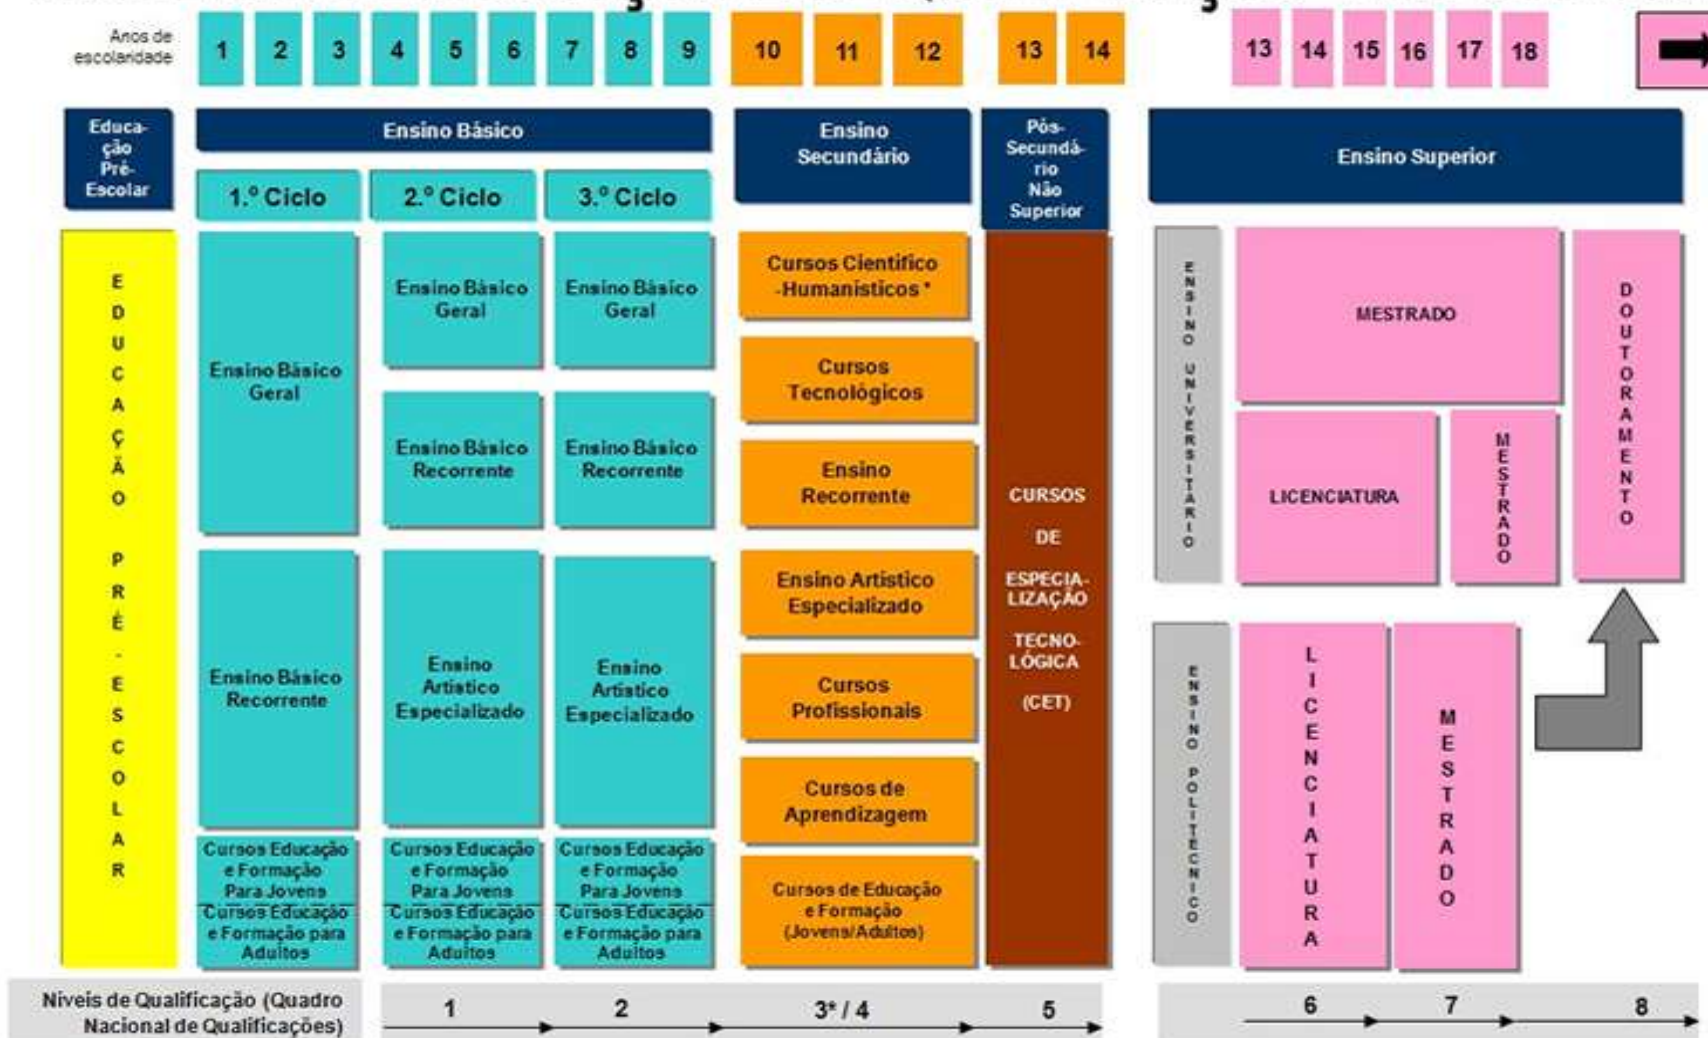 Anos de
escolaridade
1 2 3 4 5 6 7 8 9 10 11 12 13 14 13 14 15 16 17 18
Educa-
ção
Pré-
Escolar
Ensino Básico
1.º Ciclo
2.º Ciclo
3.º Ciclo
Ensino
Secundário
Pós-
Secundá-
rio
Não
Superior
Ensino Superior
EDUCAÇÃO PRÉ-ESCOLAR
Ensino Básico
Geral
Ensino Básico
Recorrente
Cursos Educação
e Formação
Para Jovens
Cursos Educação
e Formação para
Adultos
Ensino Básico
Geral
Ensino Básico
Recorrente
Ensino
Artístico
Especializado
Cursos Educação
e Formação
Para Jovens
Cursos Educação
e Formação para
Adultos
Ensino Básico
Geral
Ensino Básico
Recorrente
Ensino
Artístico
Especializado
Cursos Educação
e Formação
Para Jovens
Cursos Educação
e Formação para
Adultos
Cursos Científico
-Humanísticos *
Cursos
Tecnológicos
Ensino
Recorrente
Ensino Artístico
Especializado
Cursos
Profissionais
Cursos de
Aprendizagem
Cursos de Educação
e Formação
(Jovens/Adultos)
CURSOS
DE
ESPECIA-
LIZAÇÃO
TECNO-
LÓGICA
(CET)
ENSINO UNIVERSITÁRIO
MESTRADO
LICENCIATURA
MESTRADO
DOUTORAMENTO
ENSINO POLITÉCNICO
LICENCIATURA
MESTRADO
Níveis de Qualificação (Quadro
Nacional de Qualificações)
1 2 3* / 4 5 6 7 8